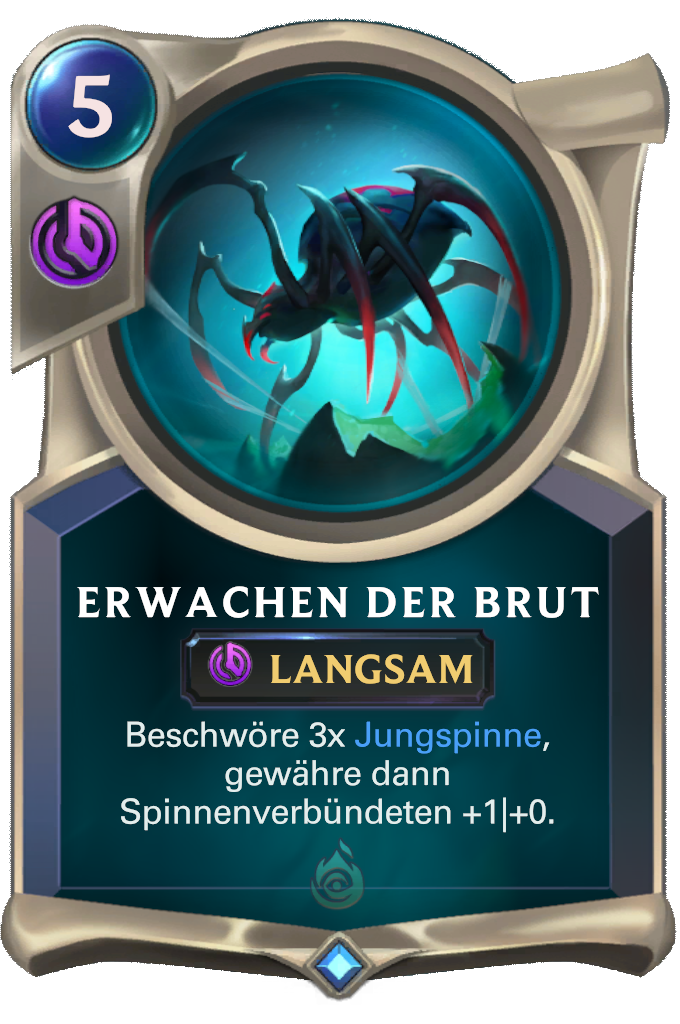 5
ERWACHEN DER BRUT
LANGSAM
Beschwöre 3x Jungspinne,
gewähre dann
Spinnenverbündeten +1|+0.